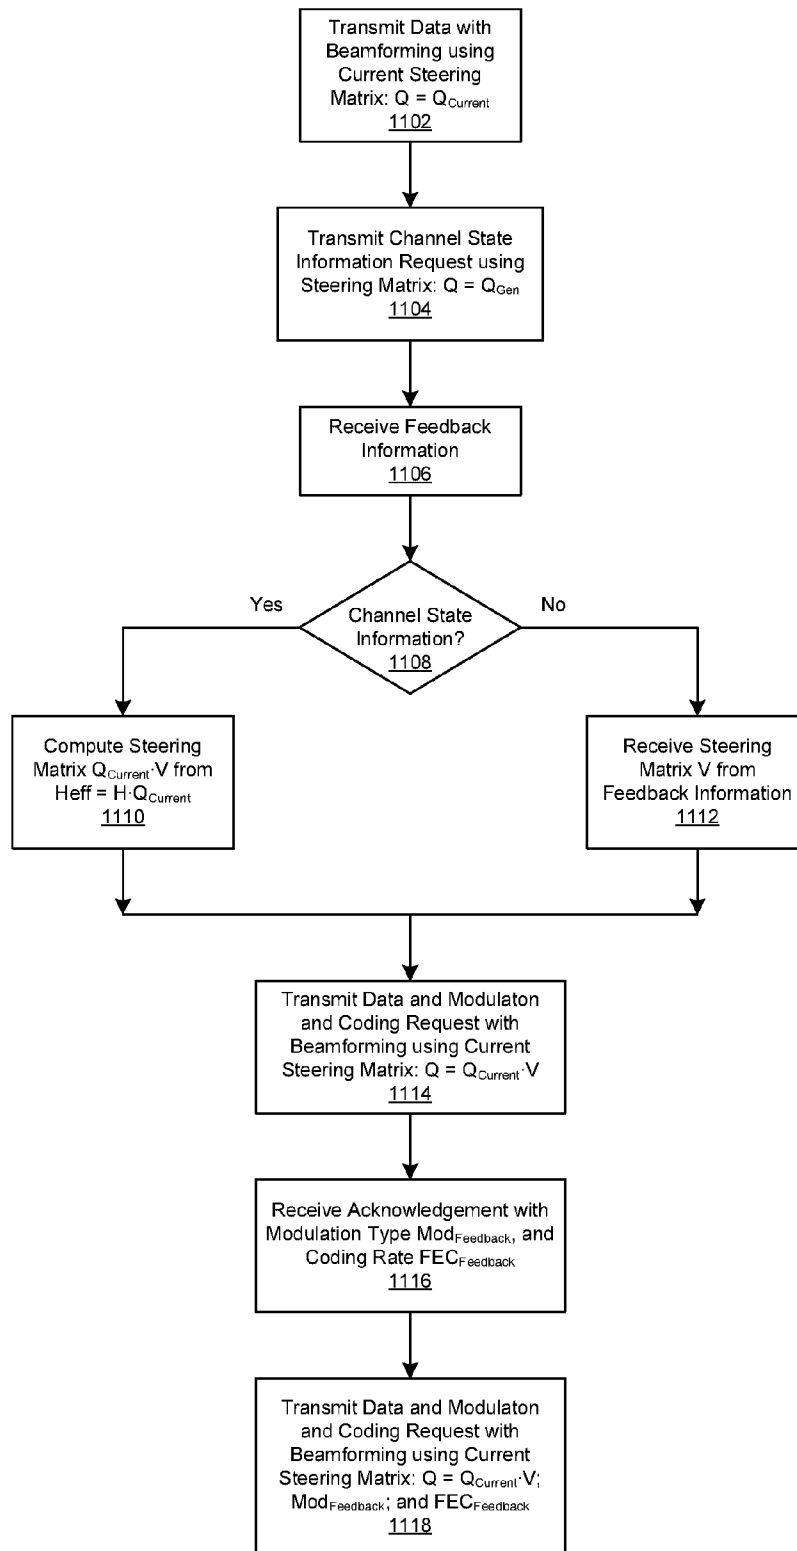 Transmit Data with
Beamforming using
Current Steering
Matrix: Q = QCurrent
1102
Transmit Channel State
Information Request using
Steering Matrix: Q = QGen
1104
Receive Feedback
Information
1106
Channel State
Information?
1108
Yes
No
Compute Steering
Matrix QCurrent·V from
Heff = H·QCurrent
1110
Receive Steering
Matrix V from
Feedback Information
1112
Transmit Data and Modulaton
and Coding Request with
Beamforming using Current
Steering Matrix: Q = QCurrent·V
1114
Receive Acknowledgement with
Modulation Type ModFeedback, and
Coding Rate FECFeedback
1116
Transmit Data and Modulaton
and Coding Request with
Beamforming using Current
Steering Matrix: Q = QCurrent·V;
ModFeedback; and FECFeedback
1118